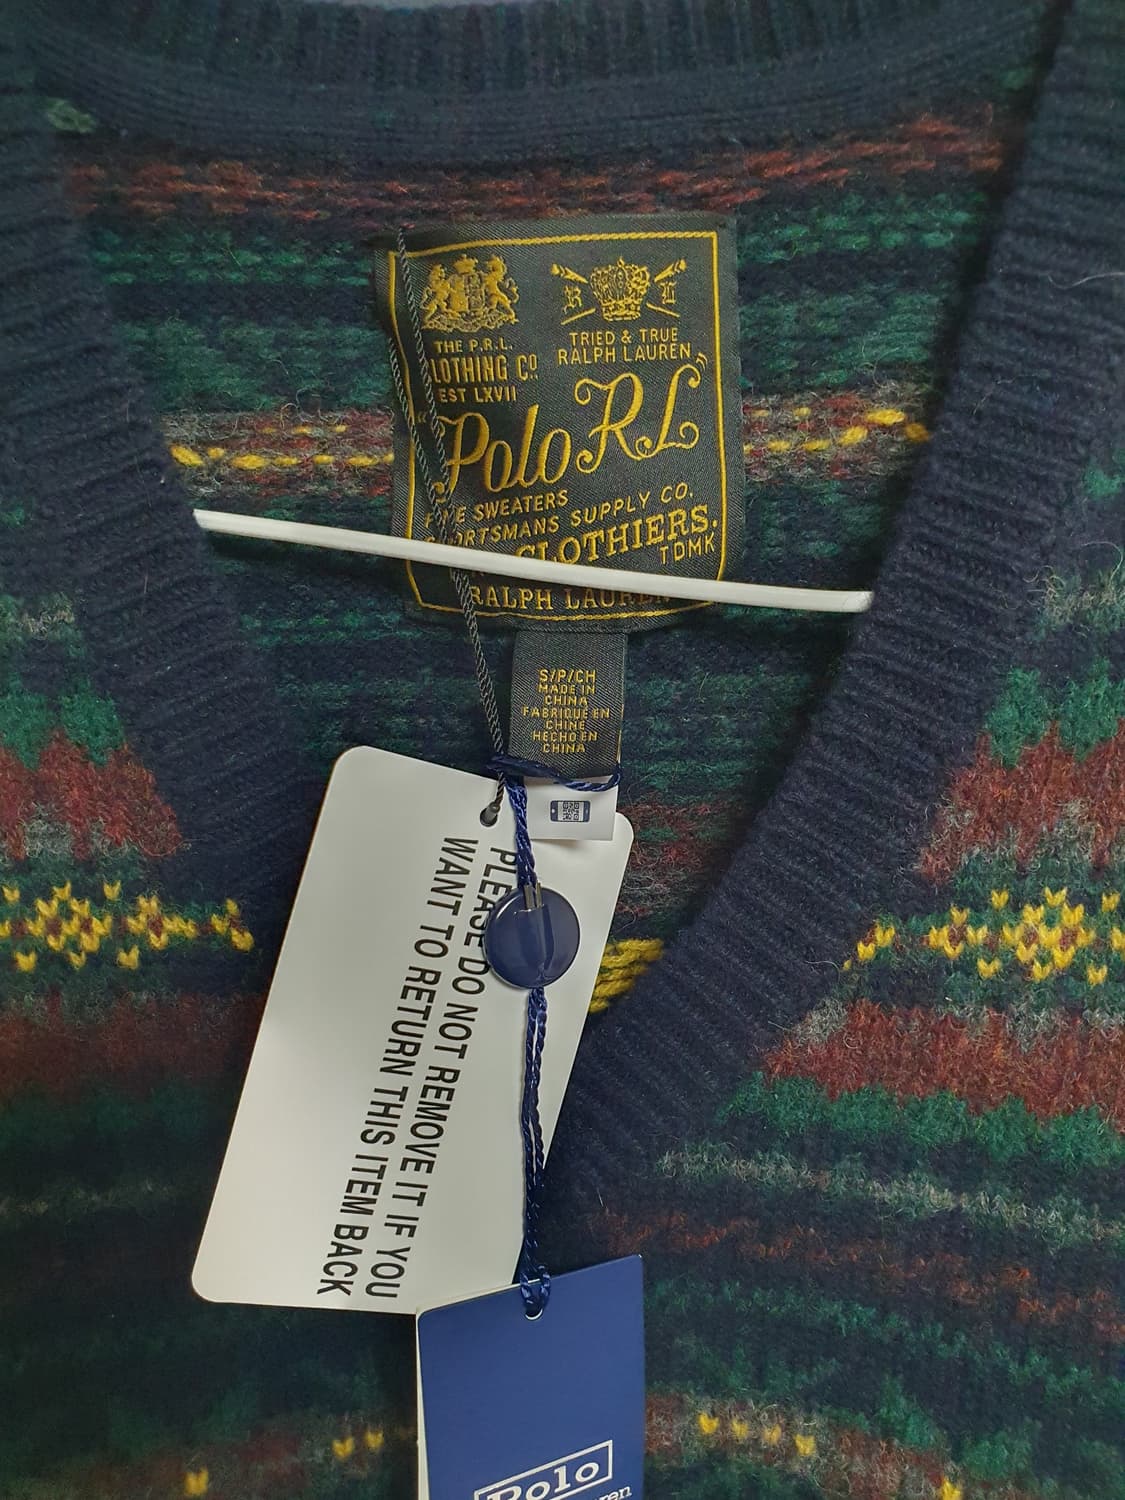 THE P.R.L.
LOTHING Co.
EST LXVII
R L
TRIED & TRUE
RALPH LAUREN
"Polo RL"
SWEATERS
ORTSMANS SUPPLY CO.
CLOTHIERS.
TDMK
RALPH LAUREN
S/P/CH
MADE IN
CHINA
FABRIQUÉ EN
CHINE
HECHO EN
CHINA
PLEASE DO NOT REMOVE IT IF YOU
WANT TO RETURN THIS ITEM BACK
Polo